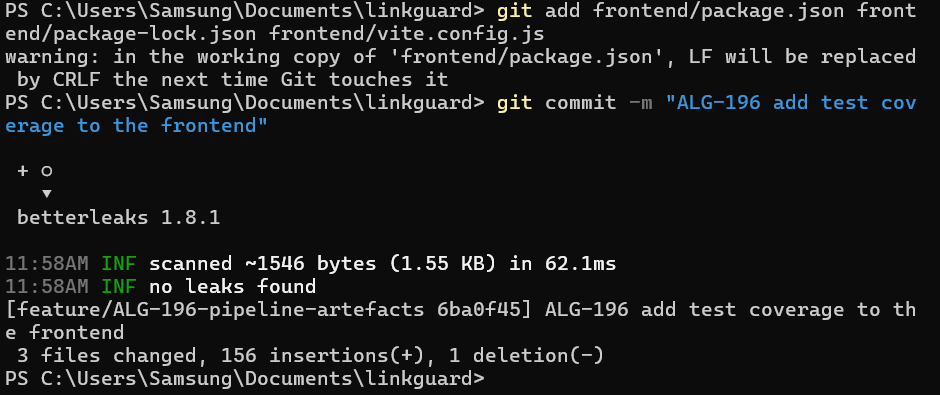 PS C:\Users\Samsung\Documents\linkguard> git add frontend/package.json front
end/package-lock.json frontend/vite.config.js
warning: in the working copy of 'frontend/package.json', LF will be replaced
 by CRLF the next time Git touches it
PS C:\Users\Samsung\Documents\linkguard> git commit -m "ALG-196 add test cov
erage to the frontend"
+ ○
▾
betterleaks 1.8.1
11:58AM INF scanned ~1546 bytes (1.55 KB) in 62.1ms
11:58AM INF no leaks found
[feature/ALG-196-pipeline-artefacts 6ba0f45] ALG-196 add test coverage to th
e frontend
 3 files changed, 156 insertions(+), 1 deletion(-)
PS C:\Users\Samsung\Documents\linkguard>